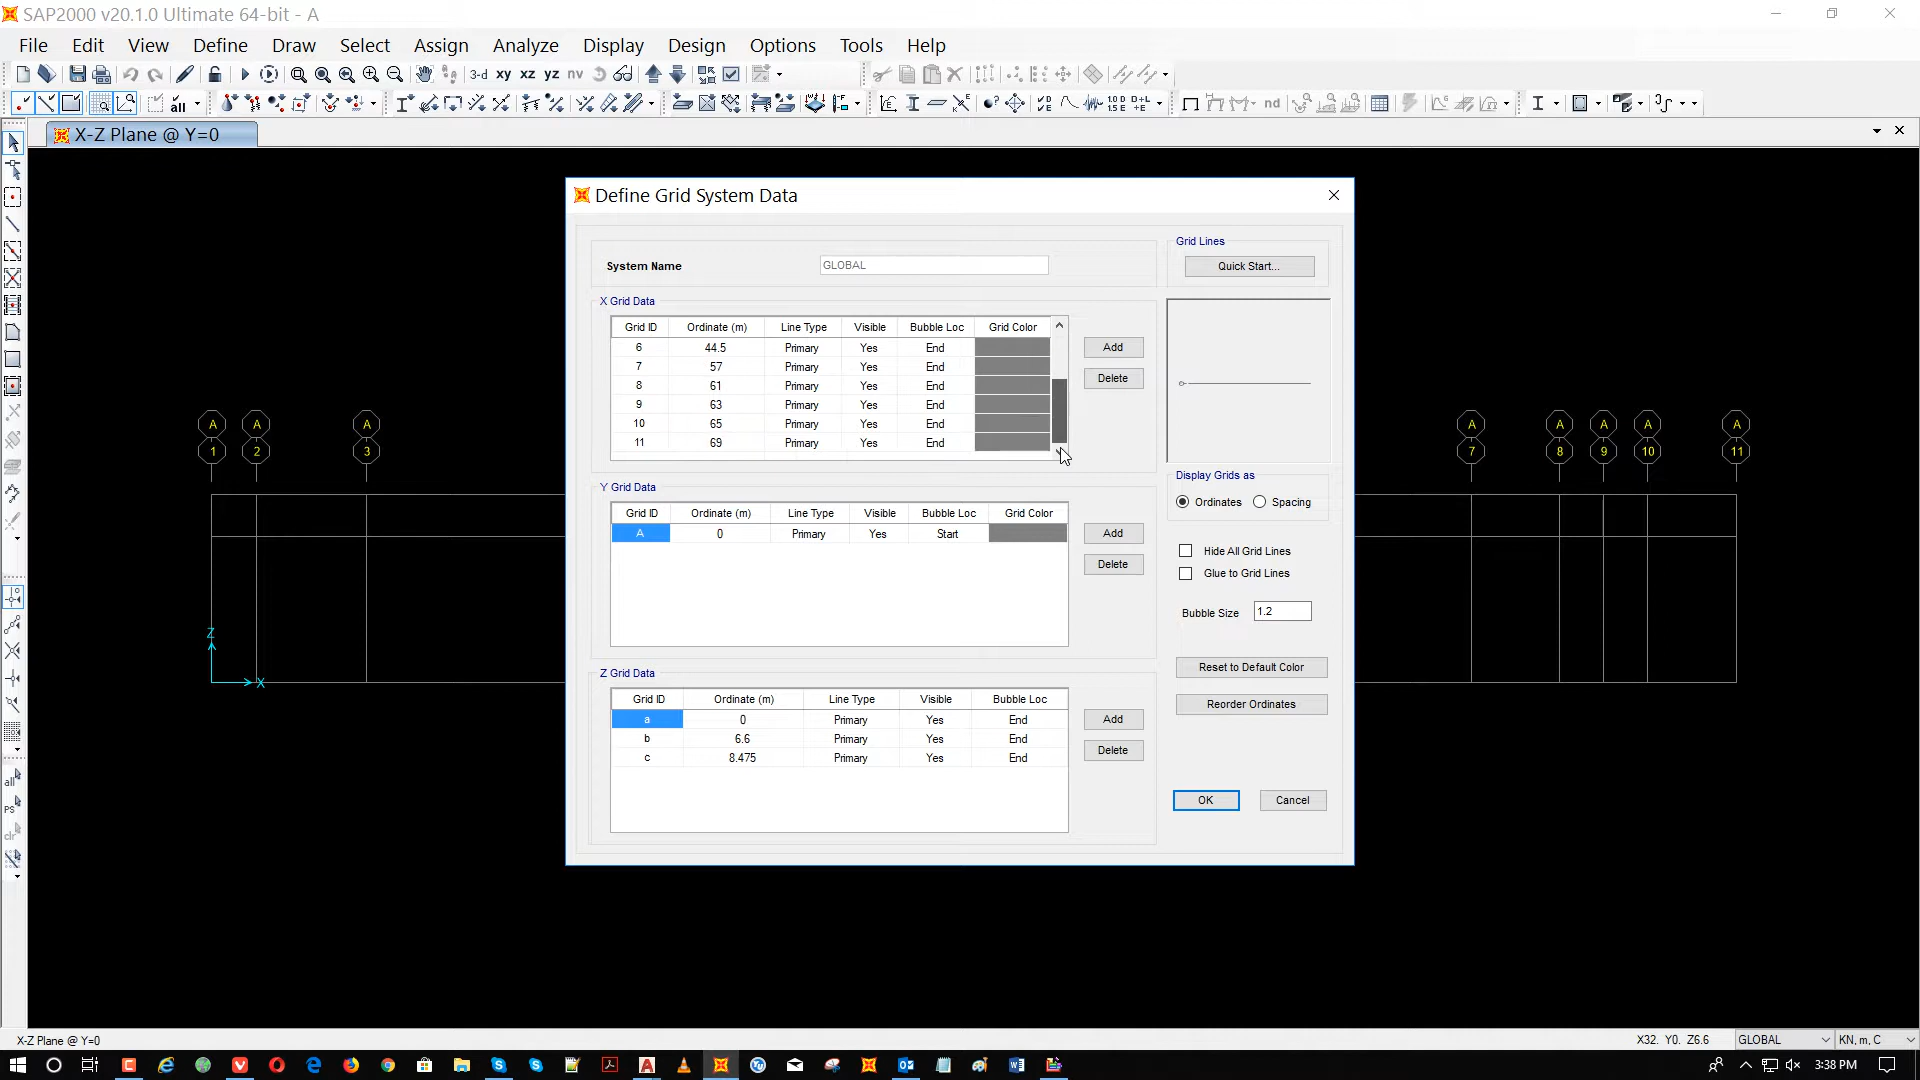 SAP2000 v20.1.0 Ultimate 64-bit - A
File Edit View Define Draw Select Assign Analyze Display Design Options Tools Help
3-d xy xz yz nv
all
nd
X-Z Plane @ Y=0
Define Grid System Data
System Name GLOBAL
Grid Lines
Quick Start...
X Grid Data
Grid ID Ordinate (m) Line Type Visible Bubble Loc Grid Color
6 44.5 Primary Yes End
7 57 Primary Yes End
8 61 Primary Yes End
9 63 Primary Yes End
10 65 Primary Yes End
11 69 Primary Yes End
Add
Delete
Y Grid Data
Grid ID Ordinate (m) Line Type Visible Bubble Loc Grid Color
A 0 Primary Yes Start
Add
Delete
Z Grid Data
Grid ID Ordinate (m) Line Type Visible Bubble Loc
a 0 Primary Yes End
b 6.6 Primary Yes End
c 8.475 Primary Yes End
Add
Delete
Display Grids as
Ordinates Spacing
Hide All Grid Lines
Glue to Grid Lines
Bubble Size 1.2
Reset to Default Color
Reorder Ordinates
OK Cancel
A A A A A A A A
1 2 3 7 8 9 10 11
Z
X
all
PS
clr
X-Z Plane @ Y=0 X32. Y0. Z6.6 GLOBAL KN, m, C
3:38 PM